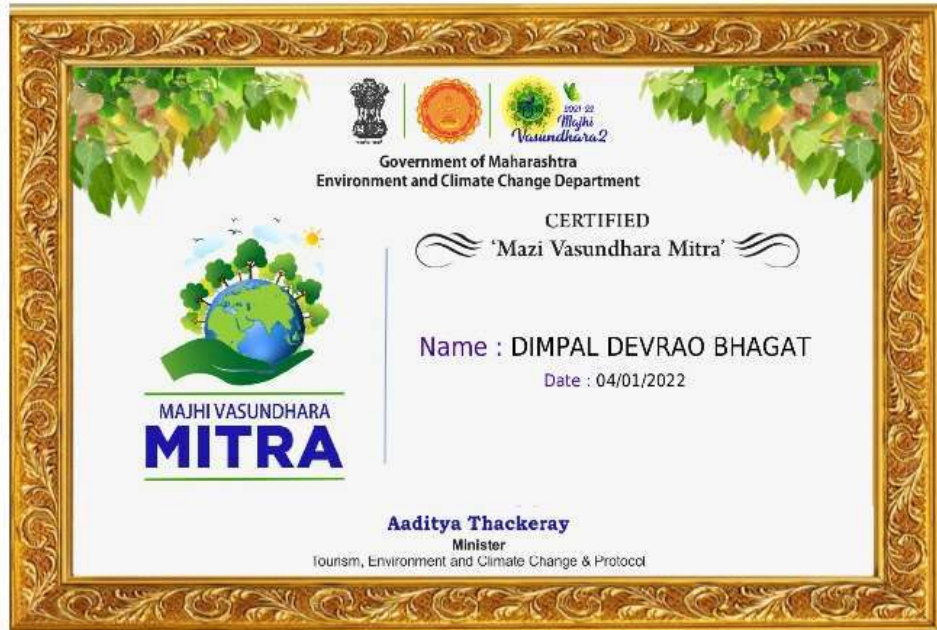 2021-22
Majhi
Vasundhara2
Government of Maharashtra
Environment and Climate Change Department
CERTIFIED
'Mazi Vasundhara Mitra'
Name : DIMPAL DEVRAO BHAGAT
Date : 04/01/2022
MAJHI VASUNDHARA
MITRA
Aaditya Thackeray
Minister
Tourism, Environment and Climate Change & Protocol